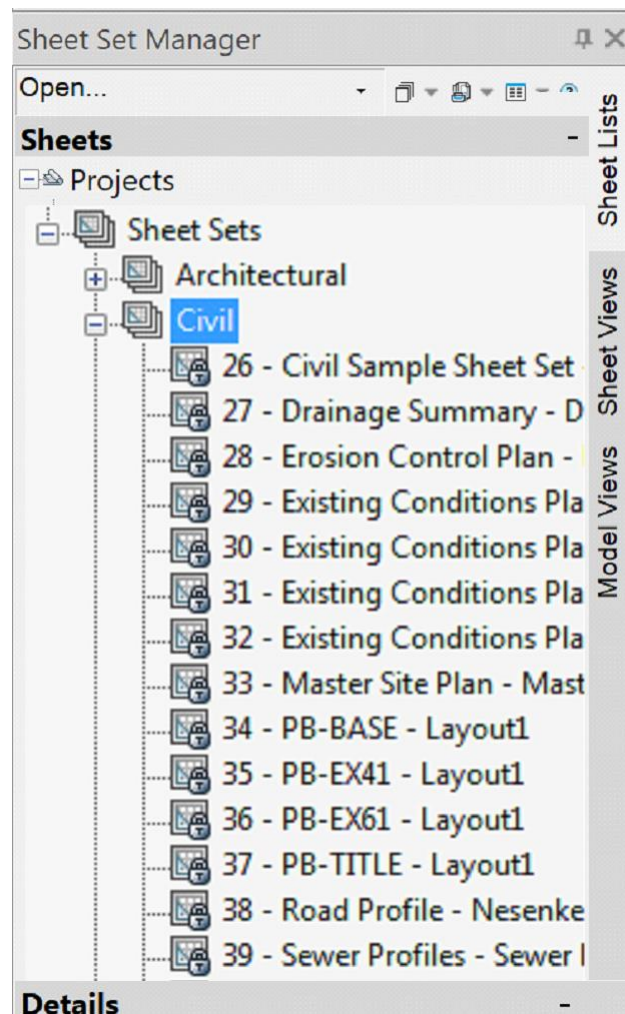 Sheet Set Manager
Open...
Sheets
Projects
Sheet Sets
Architectural
Civil
26 - Civil Sample Sheet Set
27 - Drainage Summary - D
28 - Erosion Control Plan -
29 - Existing Conditions Pla
30 - Existing Conditions Pla
31 - Existing Conditions Pla
32 - Existing Conditions Pla
33 - Master Site Plan - Mast
34 - PB-BASE - Layout1
35 - PB-EX41 - Layout1
36 - PB-EX61 - Layout1
37 - PB-TITLE - Layout1
38 - Road Profile - Nesenke
39 - Sewer Profiles - Sewer
Details
Sheet Lists
Sheet Views
Model Views